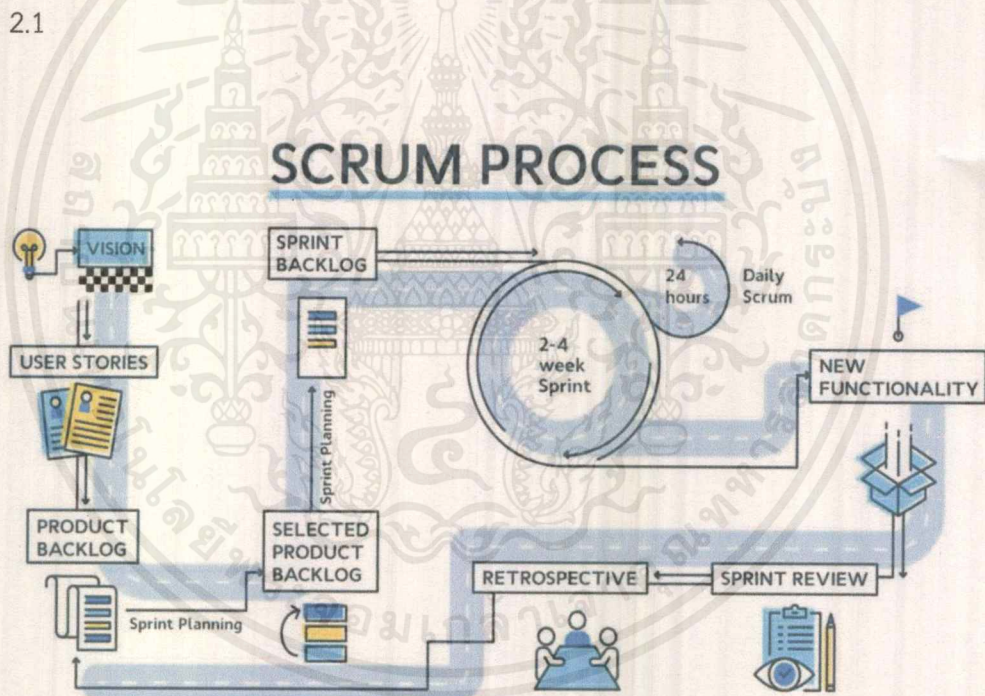 2.1
SCRUM PROCESS
VISION
USER STORIES
PRODUCT
BACKLOG
Sprint Planning
SELECTED
PRODUCT
BACKLOG
Sprint Planning
SPRINT
BACKLOG
2-4
week
Sprint
24
hours
Daily
Scrum
NEW
FUNCTIONALITY
SPRINT REVIEW
RETROSPECTIVE